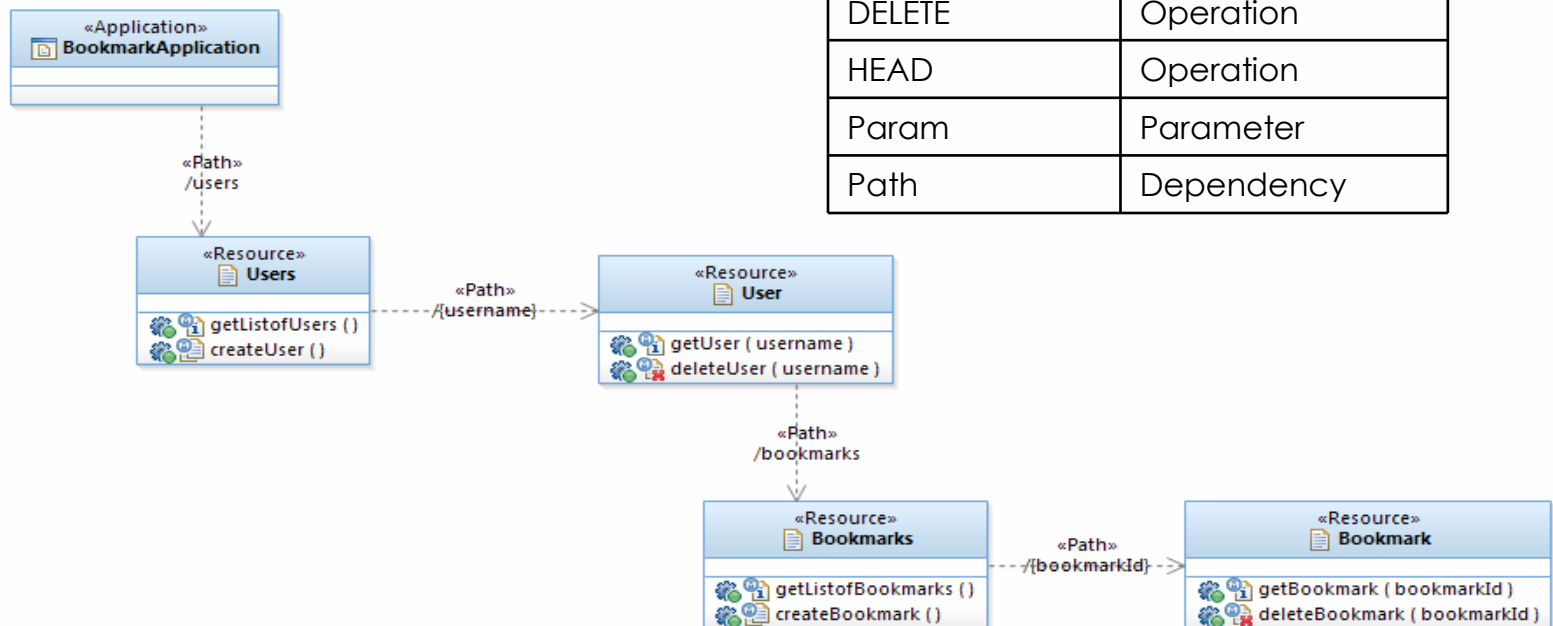 «Application»
BookmarkApplication
DELETE Operation
HEAD Operation
Param Parameter
Path Dependency
«Path»
/users
«Resource»
Users
getListofUsers ()
createUser ()
«Path»
/{username}
«Resource»
User
getUser ( username )
deleteUser ( username )
«Path»
/bookmarks
«Resource»
Bookmarks
getListofBookmarks ()
createBookmark ()
«Path»
/{bookmarkId}
«Resource»
Bookmark
getBookmark ( bookmarkId )
deleteBookmark ( bookmarkId )